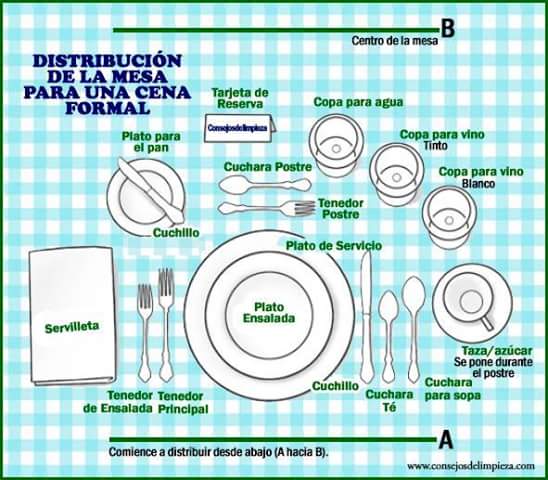 B
Centro de la mesa
DISTRIBUCIÓN
DE LA MESA
PARA UNA CENA
FORMAL
Tarjeta de
Reserva
Consejosdelimpieza
Copa para agua
Plato para
el pan
Copa para vino
Tinto
Cuchara Postre
Copa para vino
Blanco
Tenedor
Postre
Cuchillo
Plato de Servicio
Plato
Ensalada
Servilleta
Taza/azúcar
Se pone durante
el postre
Cuchillo
Cuchara
para sopa
Tenedor
de Ensalada
Tenedor
Principal
Cuchara
Té
A
Comience a distribuir desde abajo (A hacia B).
www.consejosdelimpieza.com